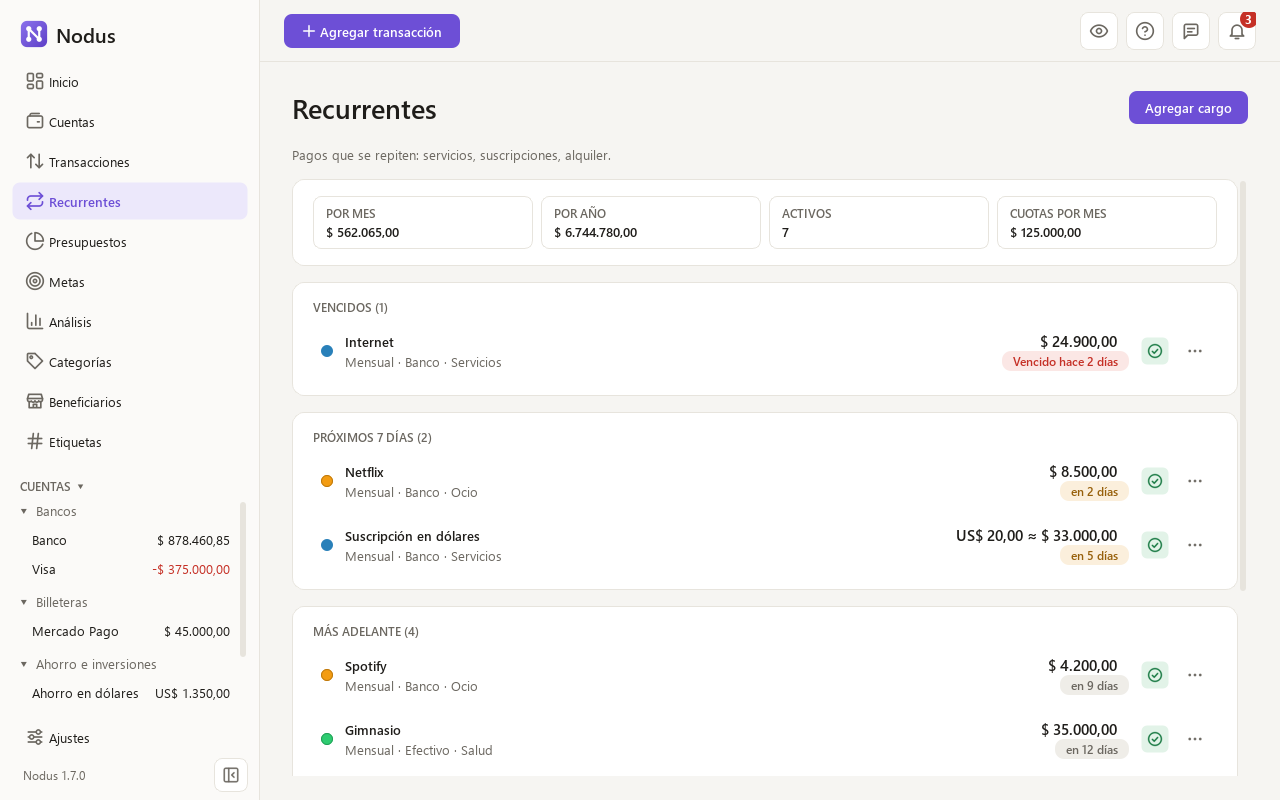 Nodus
Inicio
Cuentas
Transacciones
Recurrentes
Presupuestos
Metas
Análisis
Categorías
Beneficiarios
Etiquetas
CUENTAS
Bancos
Banco $ 878.460,85
Visa -$ 375.000,00
Billeteras
Mercado Pago $ 45.000,00
Ahorro e inversiones
Ahorro en dólares US$ 1.350,00
Ajustes
Nodus 1.7.0
Agregar transacción
3
Recurrentes
Agregar cargo
Pagos que se repiten: servicios, suscripciones, alquiler.
POR MES
$ 562.065,00
POR AÑO
$ 6.744.780,00
ACTIVOS
7
CUOTAS POR MES
$ 125.000,00
VENCIDOS (1)
Internet
Mensual · Banco · Servicios
$ 24.900,00
Vencido hace 2 días
PRÓXIMOS 7 DÍAS (2)
Netflix
Mensual · Banco · Ocio
$ 8.500,00
en 2 días
Suscripción en dólares
Mensual · Banco · Servicios
US$ 20,00 ≈ $ 33.000,00
en 5 días
MÁS ADELANTE (4)
Spotify
Mensual · Banco · Ocio
$ 4.200,00
en 9 días
Gimnasio
Mensual · Efectivo · Salud
$ 35.000,00
en 12 días